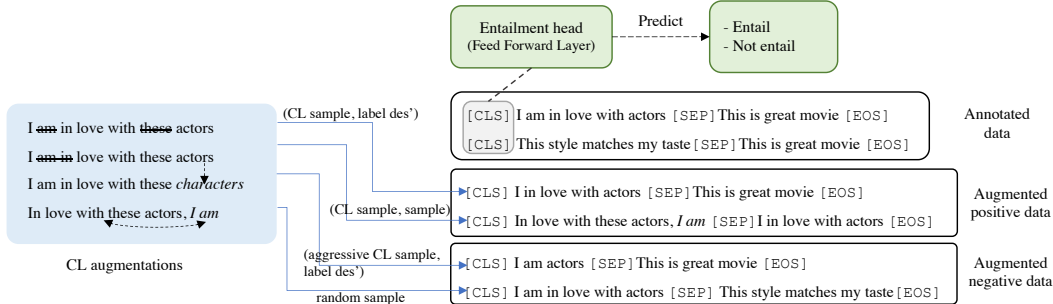 Entailment head
(Feed Forward Layer)
Predict
- Entail
- Not entail
I am in love with these actors
I am in love with these actors
I am in love with these characters
In love with these actors, I am
CL augmentations
(CL sample, label des’)
(CL sample, sample)
(aggressive CL sample,
label des’)
random sample
[CLS] I am in love with actors [SEP]This is great movie [EOS]
[CLS] This style matches my taste[SEP]This is great movie [EOS]
Annotated
data
[CLS] I in love with actors [SEP]This is great movie [EOS]
[CLS] In love with these actors, I am [SEP]I in love with actors [EOS]
Augmented
positive data
[CLS] I am actors [SEP]This is great movie [EOS]
[CLS] I am in love with actors [SEP] This style matches my taste[EOS]
Augmented
negative data